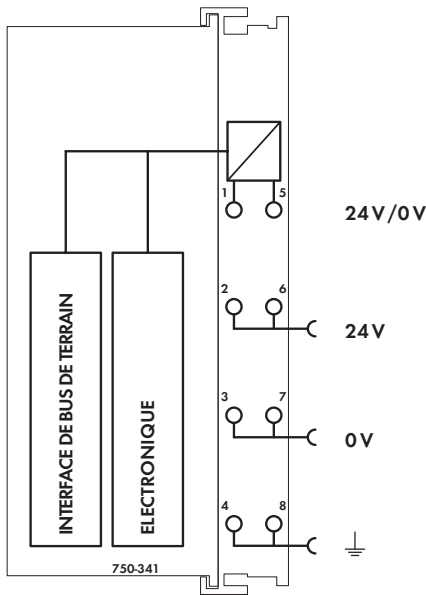 1 5
24V/0V
2 6
24V
3 7
0V
4 8
INTERFACE DE BUS DE TERRAIN
ELECTRONIQUE
750-341